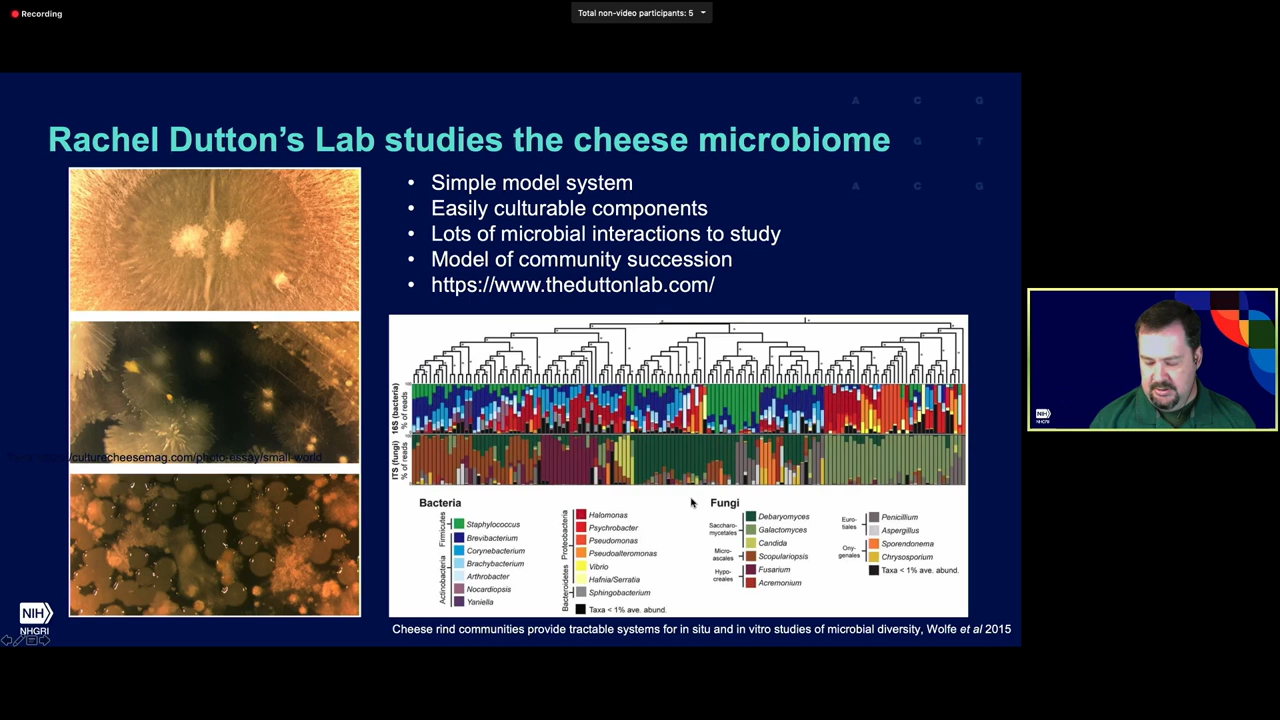 Recording
Total non-video participants: 5
A C G
G T
A C G
Rachel Dutton's Lab studies the cheese microbiome
• Simple model system
• Easily culturable components
• Lots of microbial interactions to study
• Model of community succession
• https://www.theduttonlab.com/
/culturecheesemag.com/photo-essay/small-world
16S (bacteria)
% of reads
ITS (fungi)
% of reads
Bacteria
Firmicutes
Staphylococcus
Actinobacteria
Brevibacterium
Corynebacterium
Brachybacterium
Arthrobacter
Nocardiopsis
Yaniella
Proteobacteria
Halomonas
Psychrobacter
Pseudomonas
Pseudoalteromonas
Vibrio
Hafnia/Serratia
Bacteroidetes
Sphingobacterium
Taxa < 1% ave. abund.
Fungi
Saccharo-
mycetales
Debaryomyces
Galactomyces
Candida
Micro-
ascales
Scopulariopsis
Hypo-
creales
Fusarium
Acremonium
Euro-
tiales
Penicillium
Aspergillus
Ony-
genales
Sporendonema
Chrysosporium
Taxa < 1% ave. abund.
Cheese rind communities provide tractable systems for in situ and in vitro studies of microbial diversity, Wolfe et al 2015
NIH
NHGRI
NIH
NHGRI